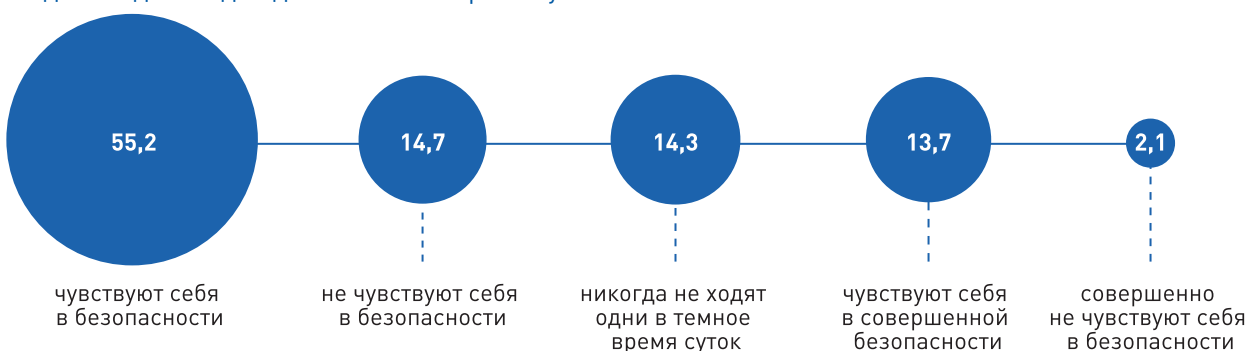 55,2
14,7
14,3
13,7
2,1
чувствуют себя
в безопасности
не чувствуют себя
в безопасности
никогда не ходят
одни в темное
время суток
чувствуют себя
в совершенной
безопасности
совершенно
не чувствуют себя
в безопасности